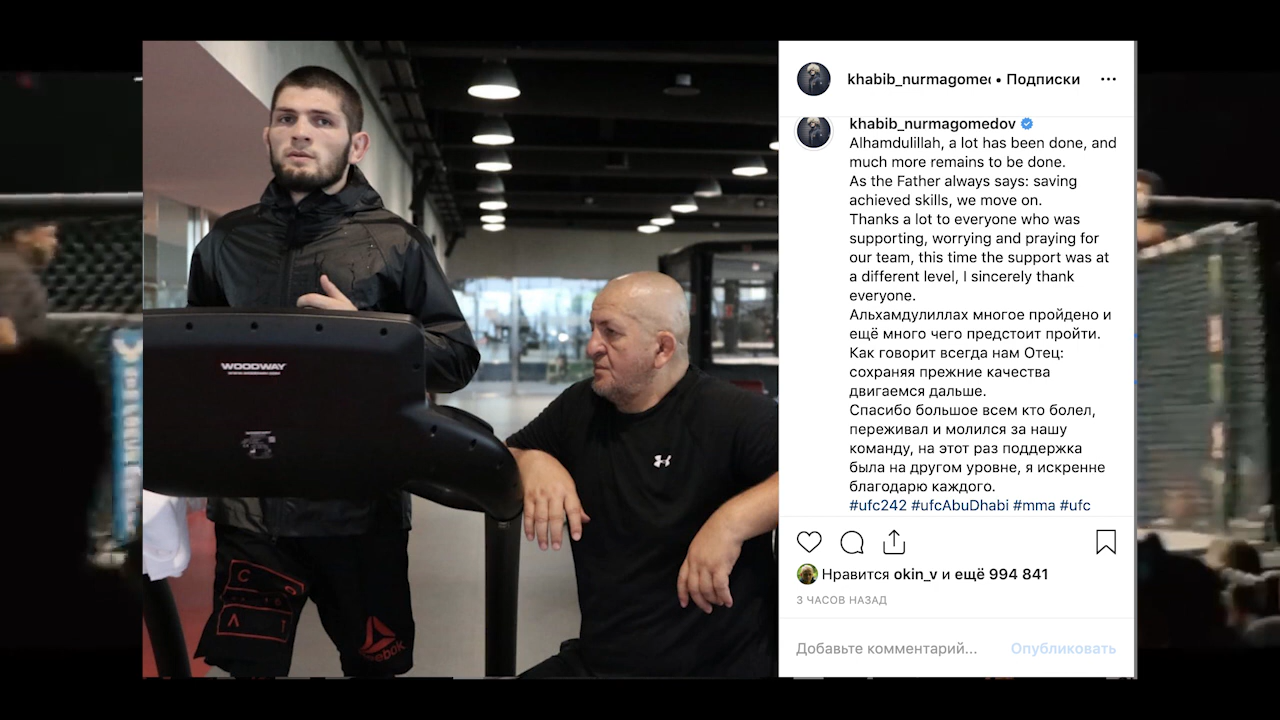 khabib_nurmagome • Подписки
khabib_nurmagomedov
Alhamdulillah, a lot has been done, and
much more remains to be done.
As the Father always says: saving
achieved skills, we move on.
Thanks a lot to everyone who was
supporting, worrying and praying for
our team, this time the support was at
a different level, I sincerely thank
everyone.
Альхамдулиллах многое пройдено и
ещё много чего предстоит пройти.
Как говорит всегда нам Отец:
сохраняя прежние качества
двигаемся дальше.
Спасибо большое всем кто болел,
переживал и молился за нашу
команду, на этот раз поддержка
была на другом уровне, я искренне
благодарю каждого.
#ufc242 #ufcAbuDhabi #mma #ufc
Нравится okin_v и ещё 994 841
3 ЧАСОВ НАЗАД
Добавьте комментарий... Опубликовать
WOODWAY
Reebok